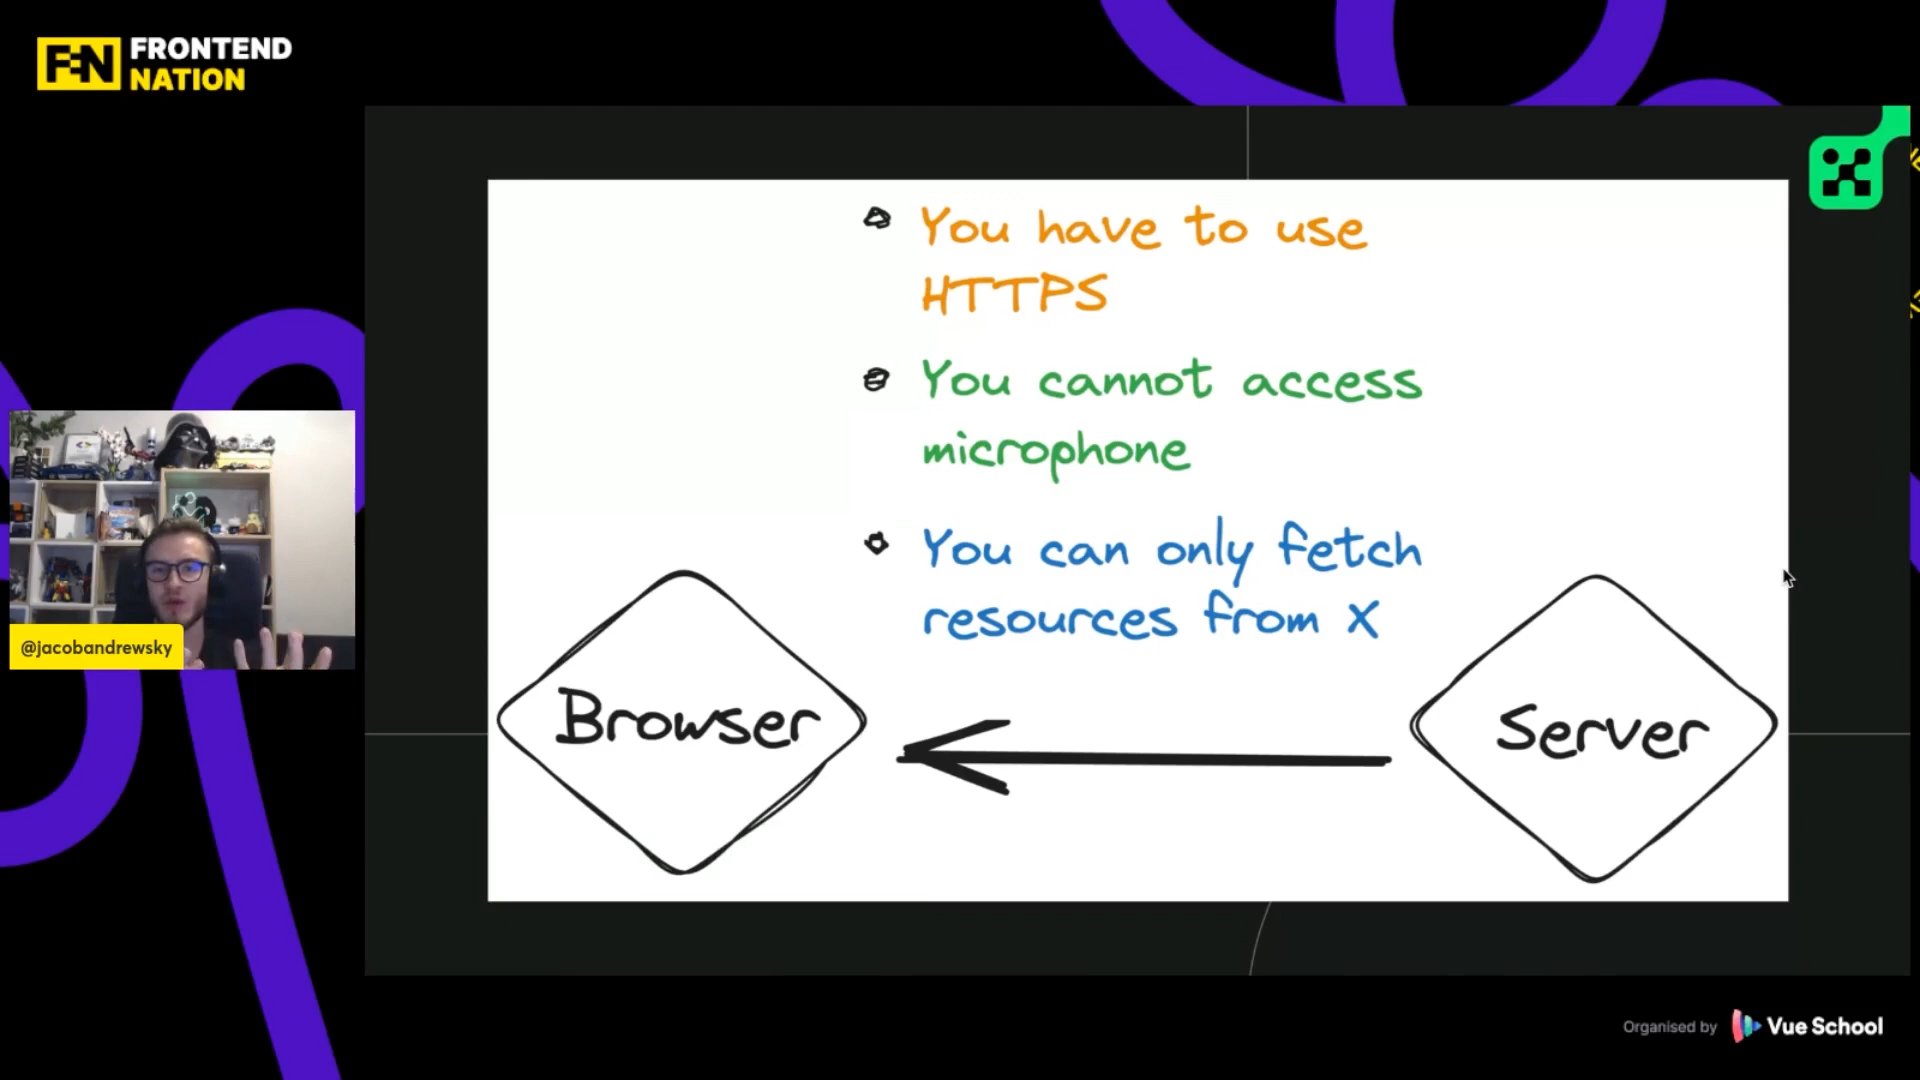 FEN
FRONTEND
NATION
You have to use
HTTPS
You cannot access
microphone
You can only fetch
resources from X
Browser
Server
@jacobandrewsky
Organised by
Vue School